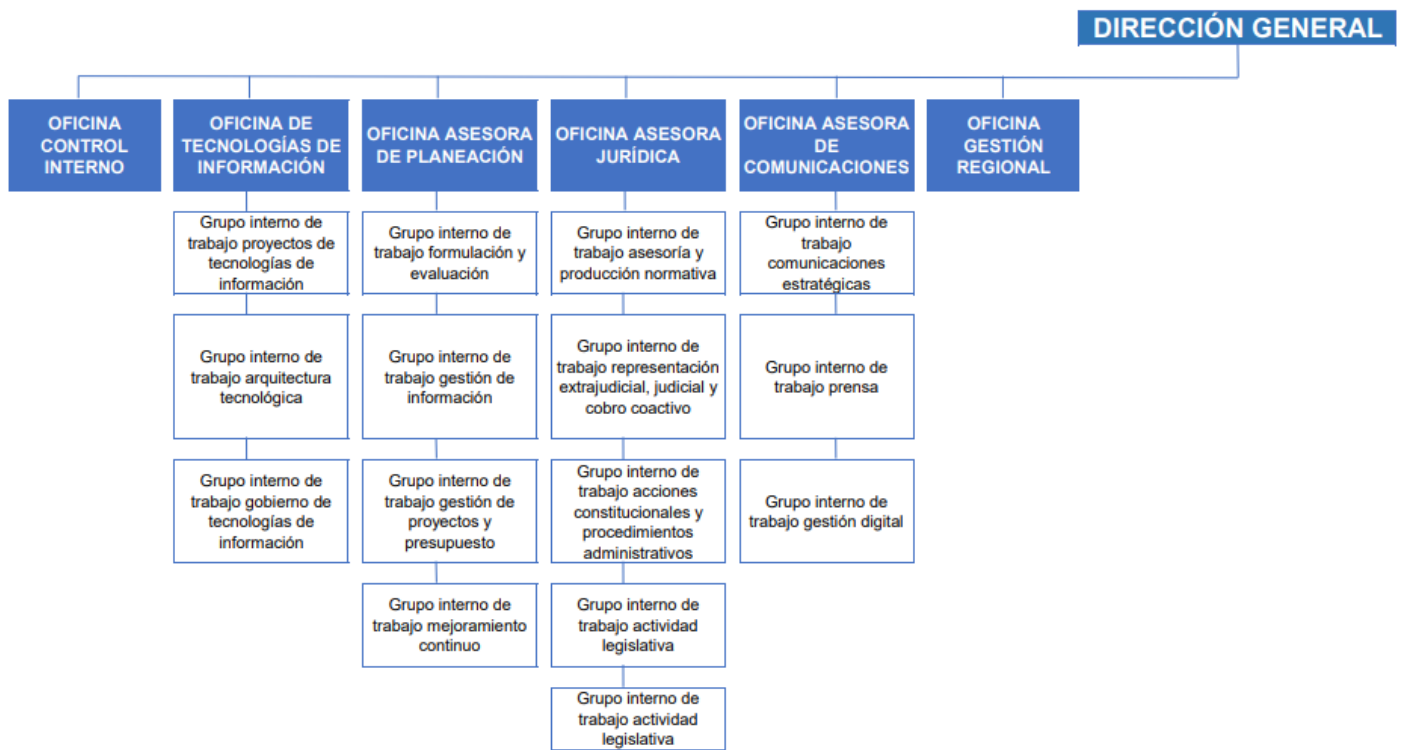 DIRECCIÓN GENERAL
OFICINA
CONTROL
INTERNO
OFICINA DE
TECNOLOGÍAS DE
INFORMACIÓN
OFICINA ASESORA
DE PLANEACIÓN
OFICINA ASESORA
JURÍDICA
OFICINA ASESORA
DE
COMUNICACIONES
OFICINA
GESTIÓN
REGIONAL
Grupo interno de
trabajo proyectos de
tecnologías de
información
Grupo interno de
trabajo formulación y
evaluación
Grupo interno de
trabajo asesoría y
producción normativa
Grupo interno de
trabajo
comunicaciones
estratégicas
Grupo interno de
trabajo arquitectura
tecnológica
Grupo interno de
trabajo gestión de
información
Grupo interno de
trabajo representación
extrajudicial, judicial y
cobro coactivo
Grupo interno de
trabajo prensa
Grupo interno de
trabajo gobierno de
tecnologías de
información
Grupo interno de
trabajo gestión de
proyectos y
presupuesto
Grupo interno de
trabajo acciones
constitucionales y
procedimientos
administrativos
Grupo interno de
trabajo gestión digital
Grupo interno de
trabajo mejoramiento
continuo
Grupo interno de
trabajo actividad
legislativa
Grupo interno de
trabajo actividad
legislativa